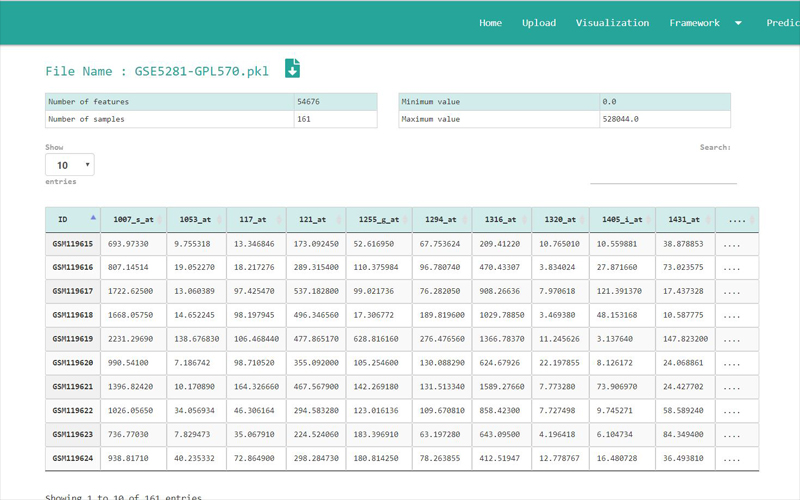 Home Upload Visualization Framework Predic
File Name : GSE5281-GPL570.pkl
Number of features 54676 Minimum value 0.0
Number of samples 161 Maximum value 528044.0
Show Search:
10
entries
ID 1007_s_at 1053_at 117_at 121_at 1255_g_at 1294_at 1316_at 1320_at 1405_i_at 1431_at ....
GSM119615 693.97330 9.755318 13.346846 173.092450 52.616950 67.753624 209.41220 10.765010 10.559881 38.878853 ....
GSM119616 807.14514 19.052270 18.217276 289.315400 110.375984 96.780740 470.43307 3.834024 27.871660 73.023575 ....
GSM119617 1722.62500 13.060389 97.425470 537.182800 99.021736 76.282050 908.26636 7.970618 121.391370 17.437328 ....
GSM119618 1668.05750 14.652245 98.197945 496.346560 17.306772 189.819600 1029.78850 3.469380 48.153168 10.587775 ....
GSM119619 2231.29690 138.676830 106.468440 477.865170 628.816160 276.476560 1366.78370 11.245626 3.137640 147.823200 ....
GSM119620 990.54100 7.186742 98.710520 355.092000 105.254600 130.088290 624.67926 22.197855 8.126172 24.068861 ....
GSM119621 1396.82420 10.170890 164.326660 467.567900 142.269180 131.513340 1589.27660 7.773280 73.906970 24.427702 ....
GSM119622 1026.05650 34.056934 46.306164 294.583280 123.016136 109.670810 858.42300 7.727498 9.745271 58.589240 ....
GSM119623 736.77030 7.829473 35.067910 224.524060 183.396910 63.197280 643.09500 4.196418 6.104734 84.349400 ....
GSM119624 938.81710 40.235332 72.864900 298.284730 180.814250 78.263855 412.51947 12.778767 16.480728 36.493810 ....
Showing 1 to 10 of 161 entries